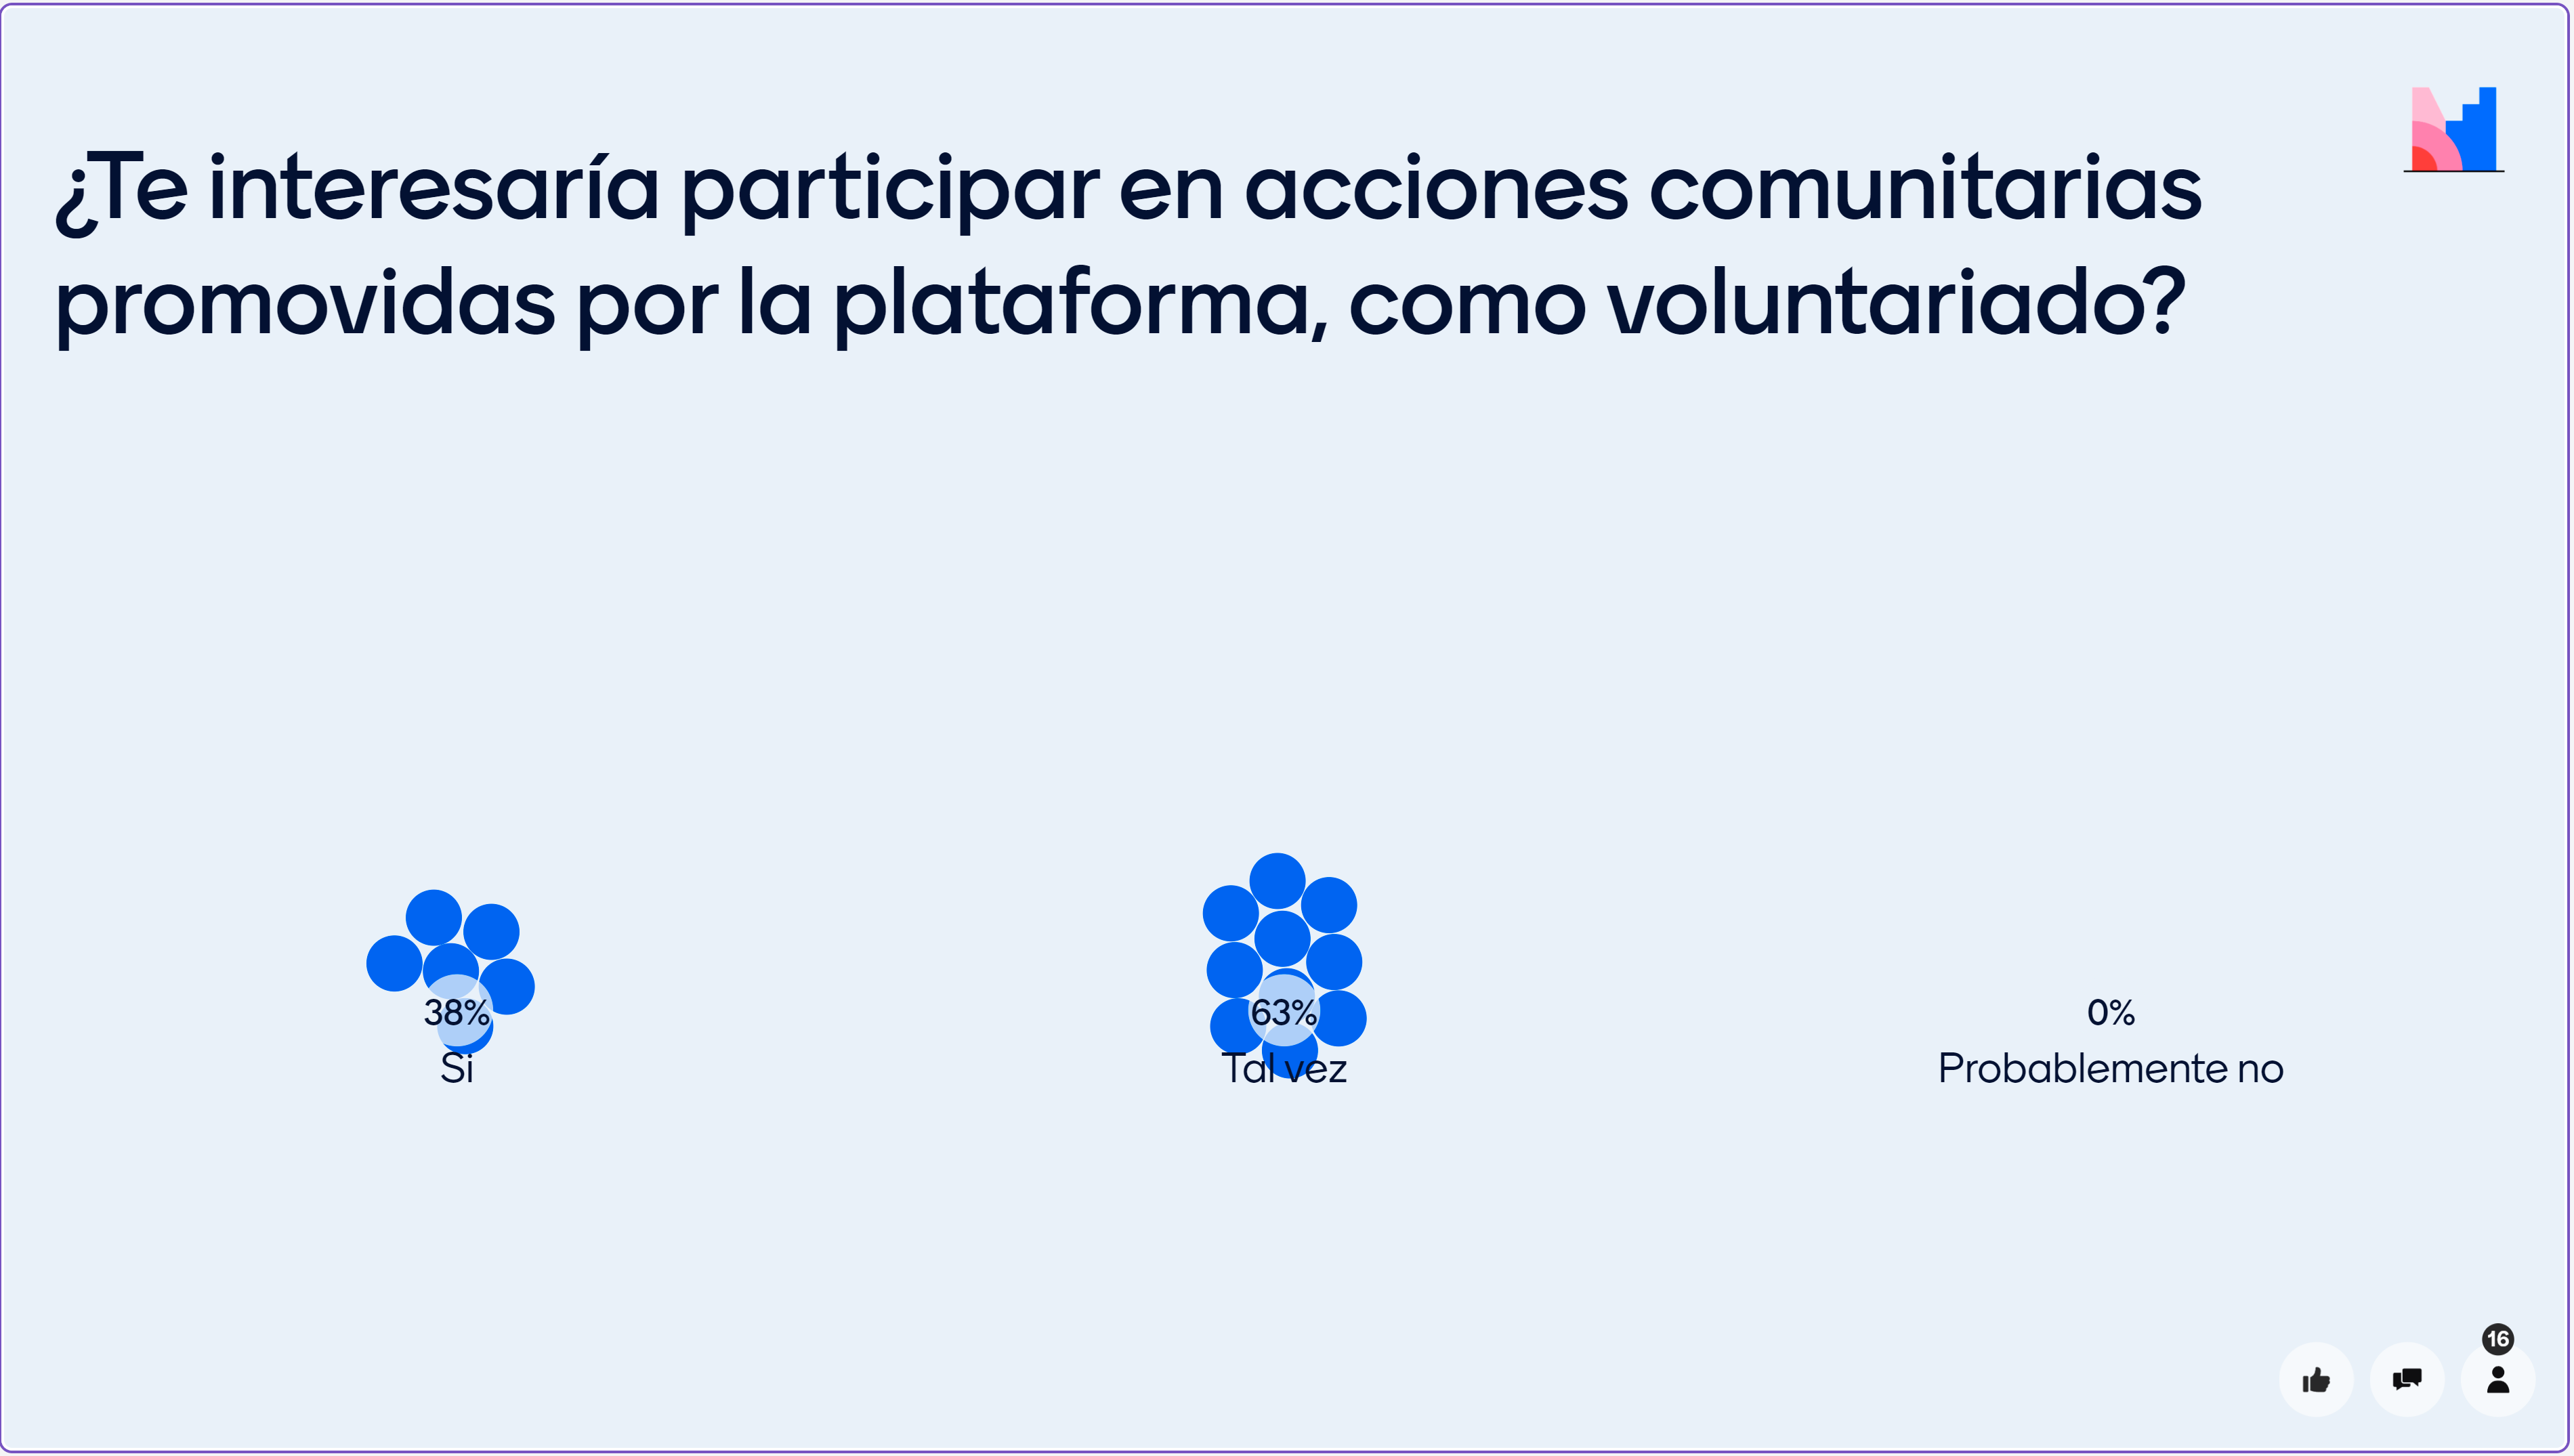 ¿Te interesaría participar en acciones comunitarias
promovidas por la plataforma, como voluntariado?
38%
Si
63%
Tal vez
0%
Probablemente no
16